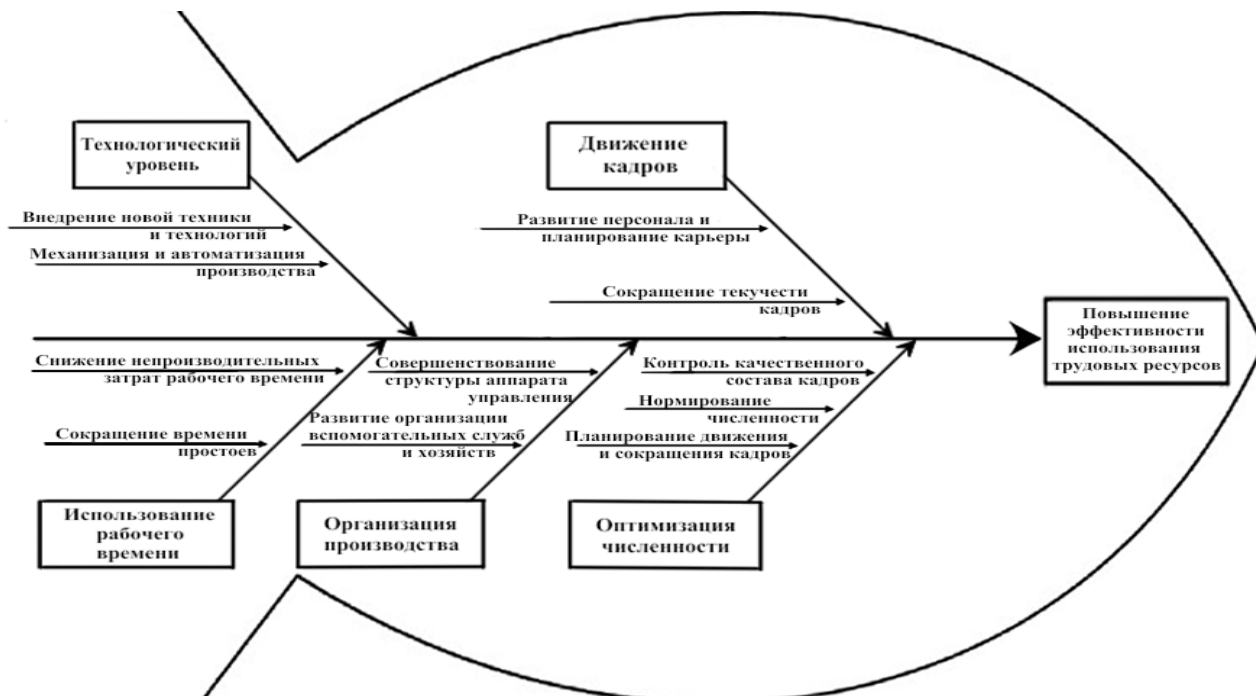 Технологический
уровень
Движение
кадров
Внедрение новой техники
и технологий
Механизация и автоматизация
производства
Развитие персонала и
планирование карьеры
Сокращение текучести
кадров
Повышение
эффективности
использования
трудовых ресурсов
Снижение непроизводительных
затрат рабочего времени
Сокращение времени
простоев
Совершенствование
структуры аппарата
управления
Развитие организации
вспомогательных служб
и хозяйств
Контроль качественного
состава кадров
Нормирование
численности
Планирование движения
и сокращения кадров
Использование
рабочего
времени
Организация
производства
Оптимизация
численности